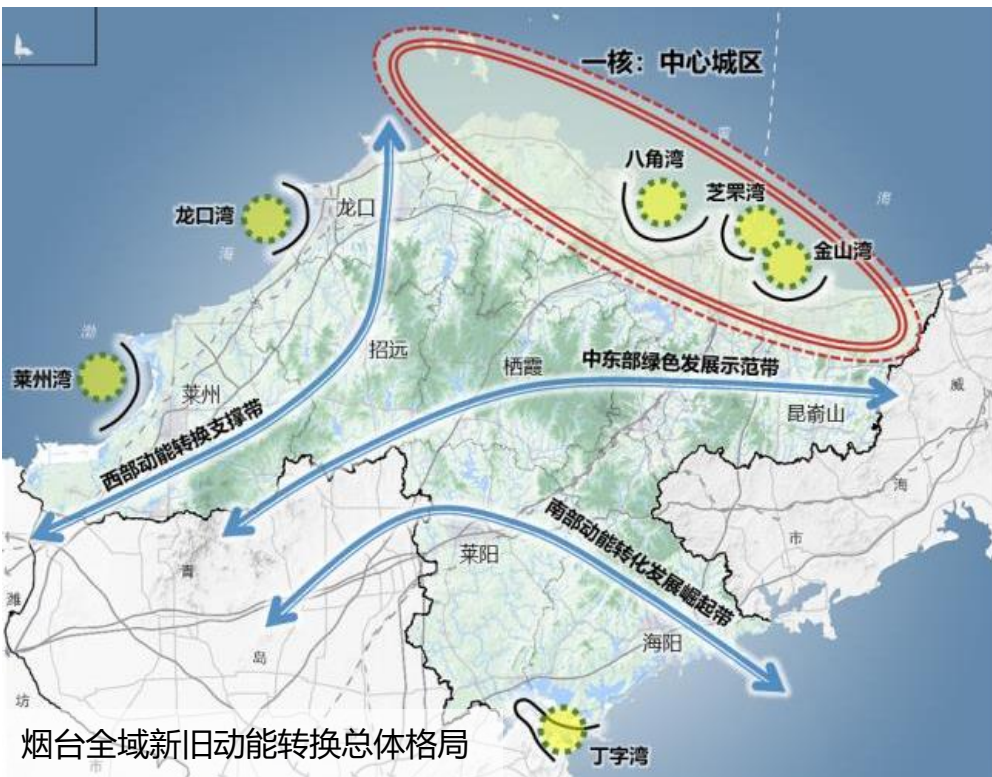 一核：中心城区
八角湾
芝罘湾
金山湾
龙口湾
龙口
黄
海
海
渤
莱州湾
莱州
招远
栖霞
中东部绿色发展示范带
昆嵛山
威
海
市
西部动能转换支撑带
南部动能转化发展崛起带
莱阳
海阳
青
岛
市
潍
坊
丁字湾
烟台全域新旧动能转换总体格局